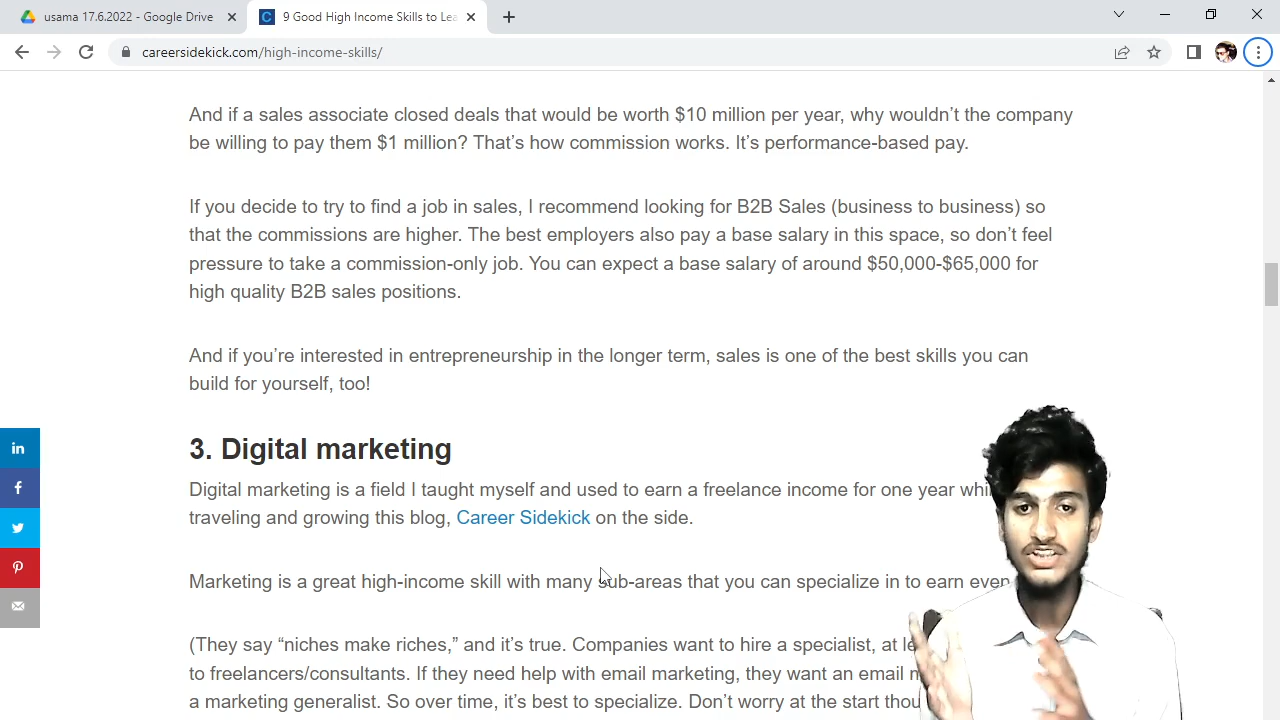 usama 17.6.2022 - Google Drive
9 Good High Income Skills to Lea
careersidekick.com/high-income-skills/
And if a sales associate closed deals that would be worth $10 million per year, why wouldn’t the company
be willing to pay them $1 million? That’s how commission works. It’s performance-based pay.
If you decide to try to find a job in sales, I recommend looking for B2B Sales (business to business) so
that the commissions are higher. The best employers also pay a base salary in this space, so don’t feel
pressure to take a commission-only job. You can expect a base salary of around $50,000-$65,000 for
high quality B2B sales positions.
And if you’re interested in entrepreneurship in the longer term, sales is one of the best skills you can
build for yourself, too!
3. Digital marketing
Digital marketing is a field I taught myself and used to earn a freelance income for one year
traveling and growing this blog, Career Sidekick on the side.
Marketing is a great high-income skill with many sub-areas that you can specialize in to earn even
(They say “niches make riches,” and it’s true. Companies want to hire a specialist, at
to freelancers/consultants. If they need help with email marketing, they want an email
a marketing generalist. So over time, it’s best to specialize. Don’t worry at the start